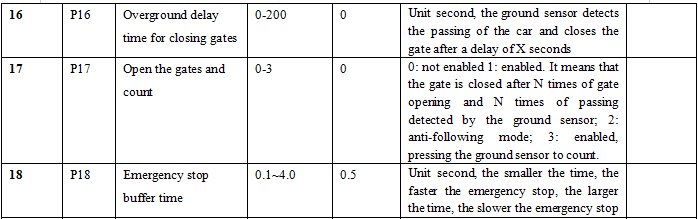 16 P16 Overground delay time for closing gates 0-200 0 Unit second, the ground sensor detects
the passing of the car and closes the
gate after a delay of X seconds
17 P17 Open the gates and count 0-3 0 0: not enabled 1: enabled. It means that
the gate is closed after N times of gate
opening and N times of passing
detected by the ground sensor; 2:
anti-following mode; 3: enabled,
pressing the ground sensor to count.
18 P18 Emergency stop buffer time 0.1~4.0 0.5 Unit second, the smaller the time, the
faster the emergency stop, the larger
the time, the slower the emergency stop